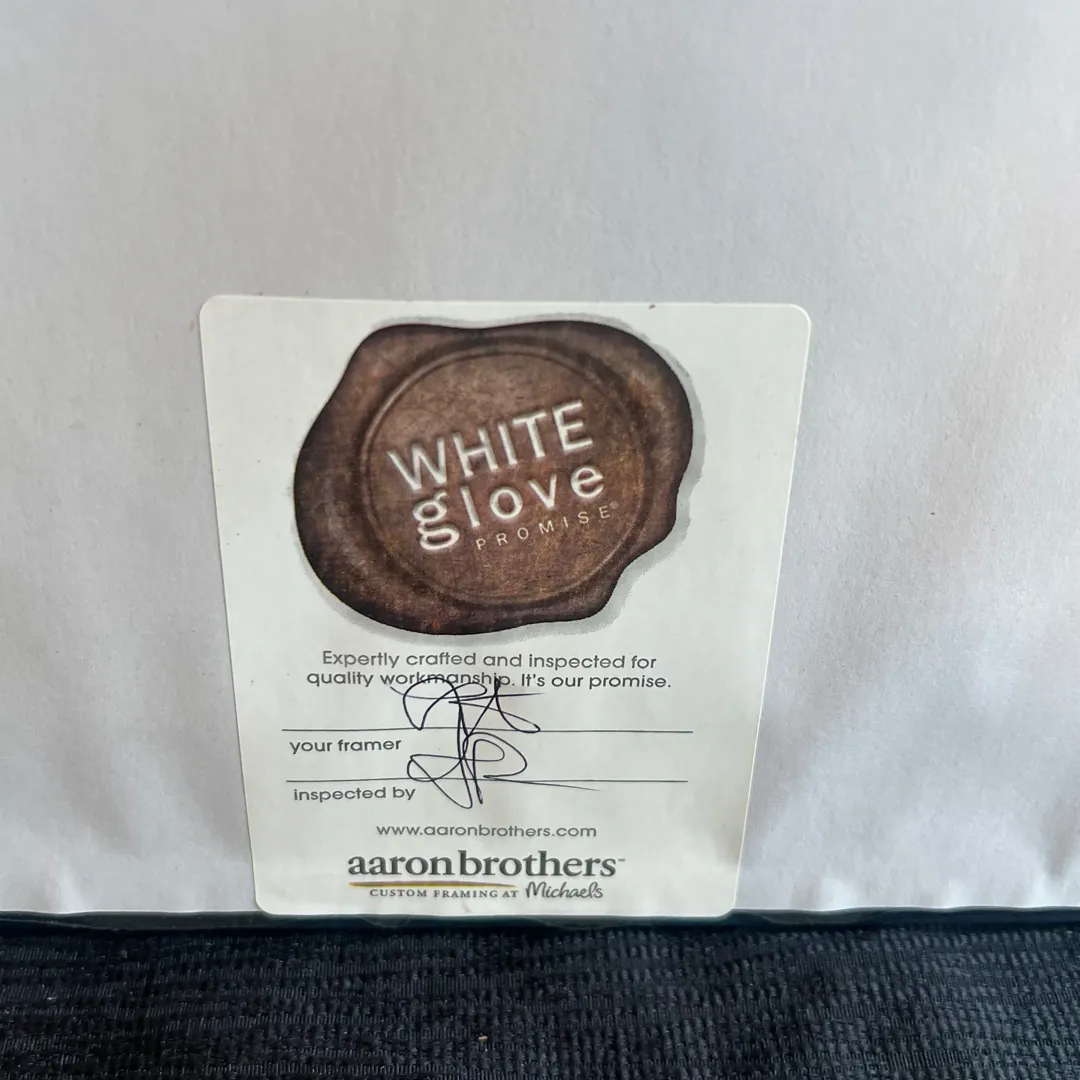 WHITE
glove
PROMISE®
Expertly crafted and inspected for
quality workmanship. It's our promise.
your framer
inspected by
www.aaronbrothers.com
aaronbrothers™
CUSTOM FRAMING AT Michaels